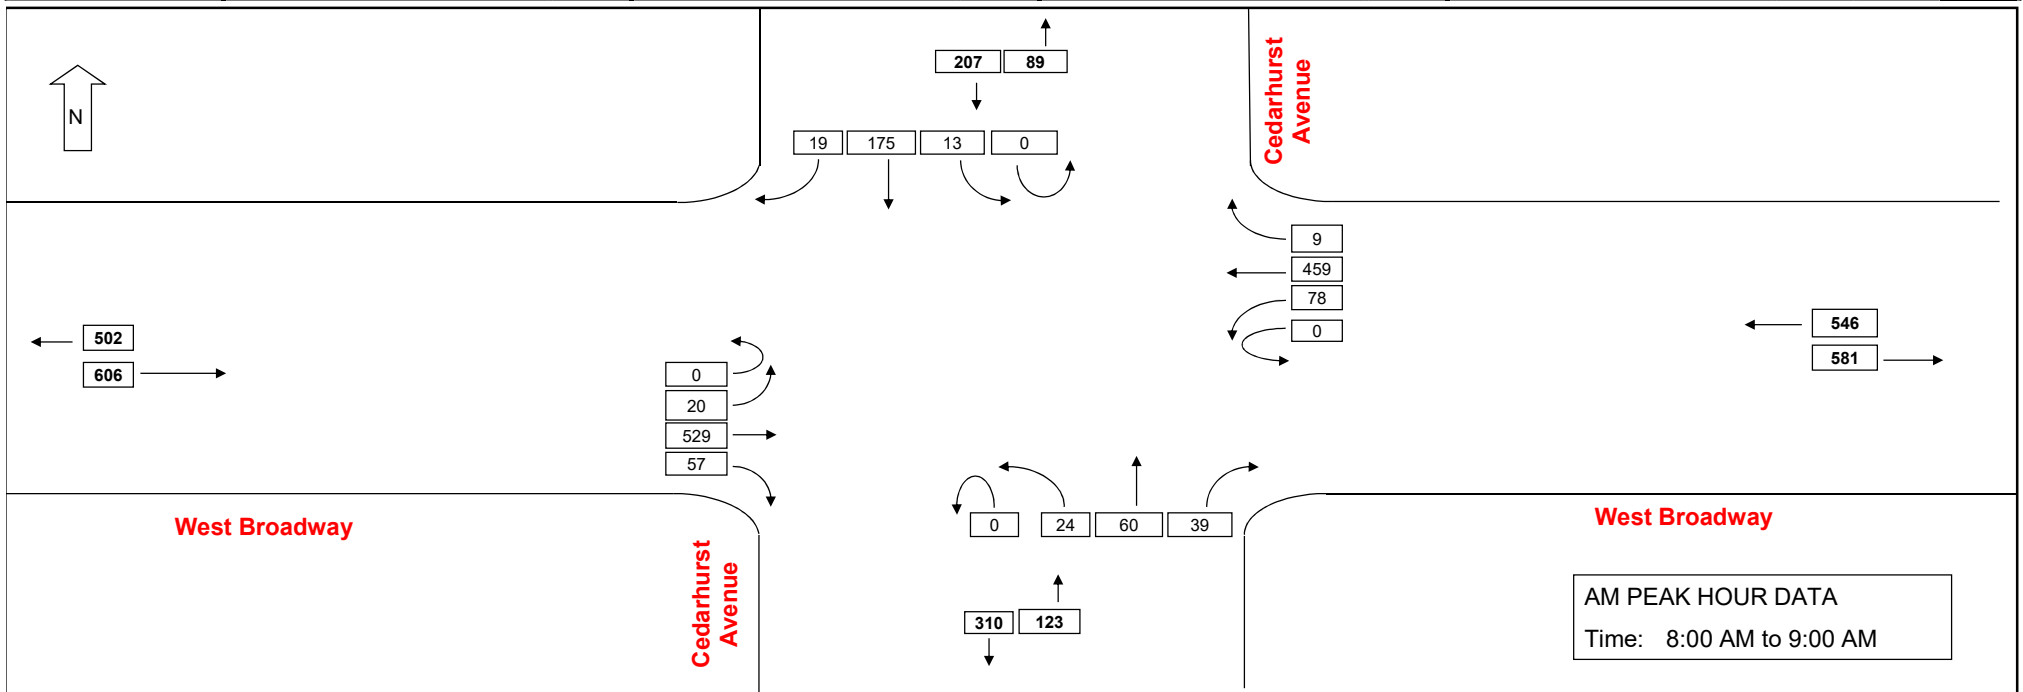 207 89
N
Cedarhurst
Avenue
19 175 13 0
9
459
78
0
502
606
546
581
0
20
529
57
0 24 60 39
West Broadway
West Broadway
Cedarhurst
Avenue
310 123
AM PEAK HOUR DATA
Time: 8:00 AM to 9:00 AM